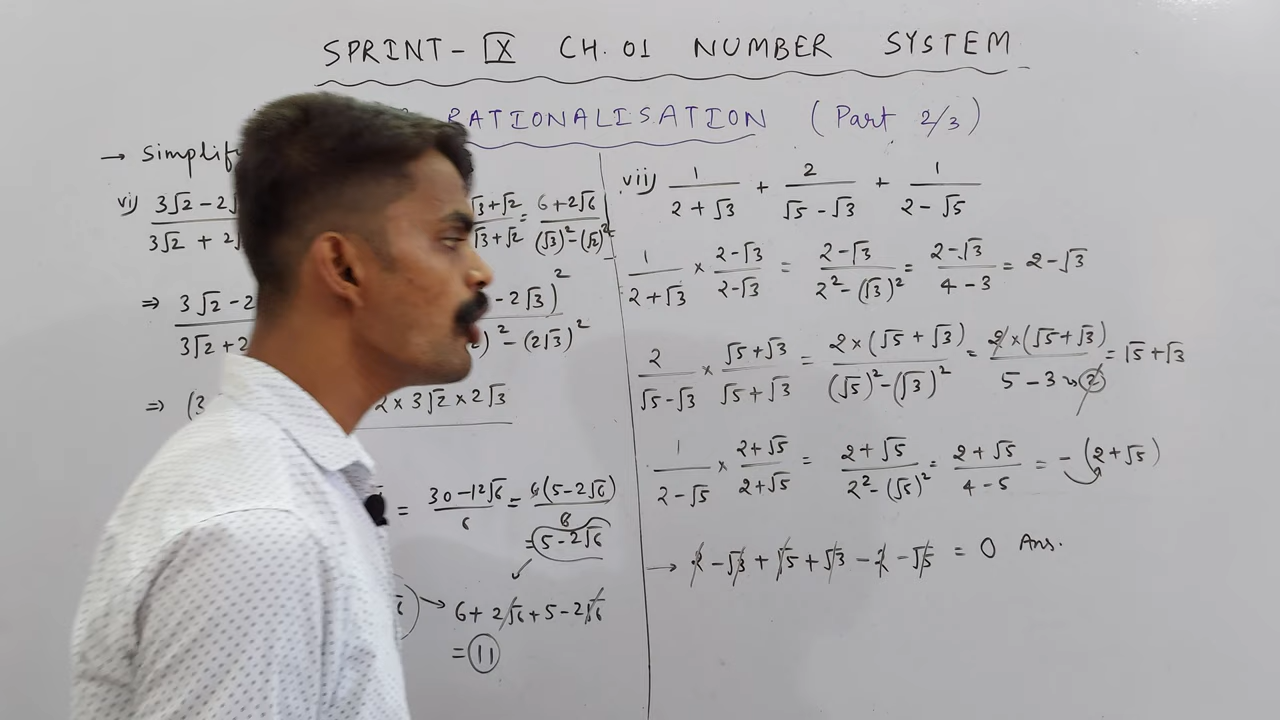 SPRINT - IX CH. 01 NUMBER SYSTEM
RATIONALISATION (Part 2/3)
→ Simplif
vi) 3√2 - 2√ / 3√2 + 2√
√3+√2 / √3+√2 = 6+2√6 / (√3)² - (√2)²
⇒ 3√2 - 2 / 3√2 + 2
- 2√3)² / )² - (2√3)²
⇒ (3 2 × 3√2 × 2√3
= 30 - 12√6 / 6 = 6(5 - 2√6) / 6
= 5 - 2√6
√6) → 6 + 2√6 + 5 - 2√6
= 11
vii) 1 / 2 + √3 + 2 / √5 - √3 + 1 / 2 - √5
1 / 2+√3 × 2-√3 / 2-√3 = 2-√3 / 2² - (√3)² = 2-√3 / 4-3 = 2-√3
2 / √5-√3 × √5+√3 / √5+√3 = 2×(√5+√3) / (√5)² - (√3)² = 2×(√5+√3) / 5-3 → 2 = √5+√3
1 / 2-√5 × 2+√5 / 2+√5 = 2+√5 / 2² - (√5)² = 2+√5 / 4-5 = -(2+√5)
→ 2 - √3 + √5 + √3 - 2 - √5 = 0 Ans.